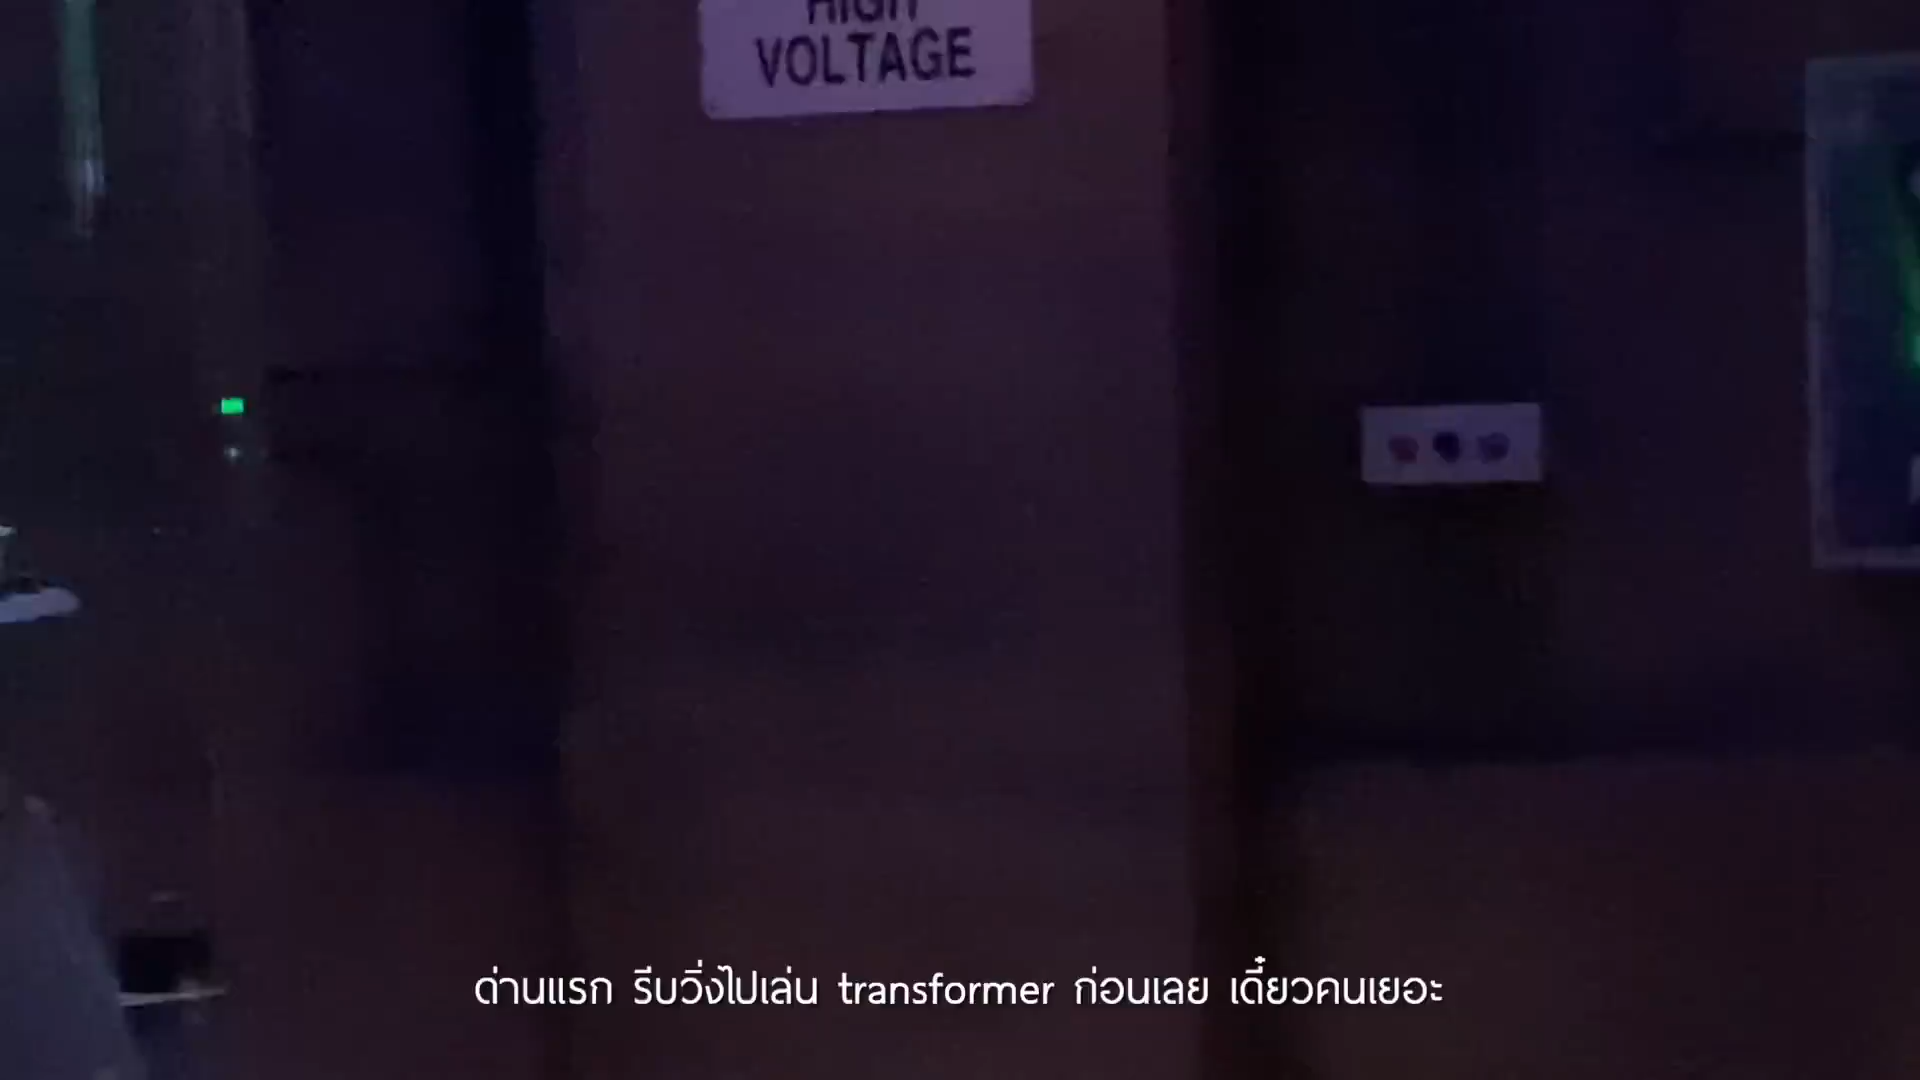 HIGH
VOLTAGE
ด่านแรก รีบวิ่งไปเล่น transformer ก่อนเลย เดี๋ยวคนเยอะ